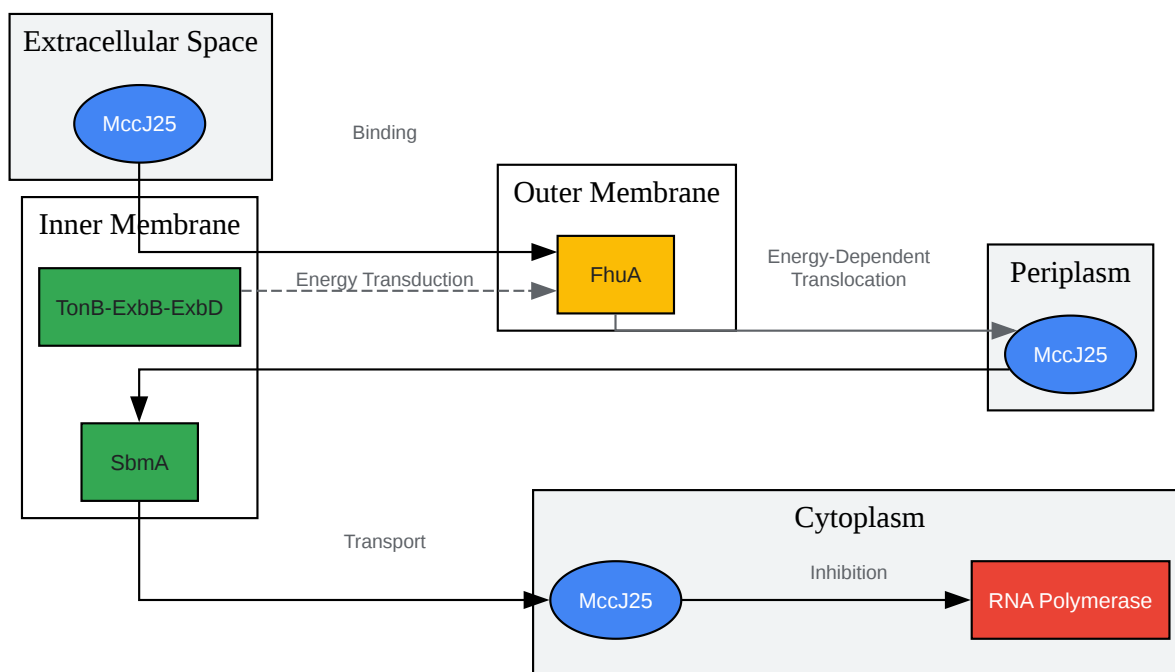 Extracellular Space
MccJ25
Binding
Inner Membrane
TonB-ExbB-ExbD
Energy Transduction
Outer Membrane
FhuA
Energy-Dependent
Translocation
Periplasm
MccJ25
SbmA
Transport
Cytoplasm
MccJ25
Inhibition
RNA Polymerase